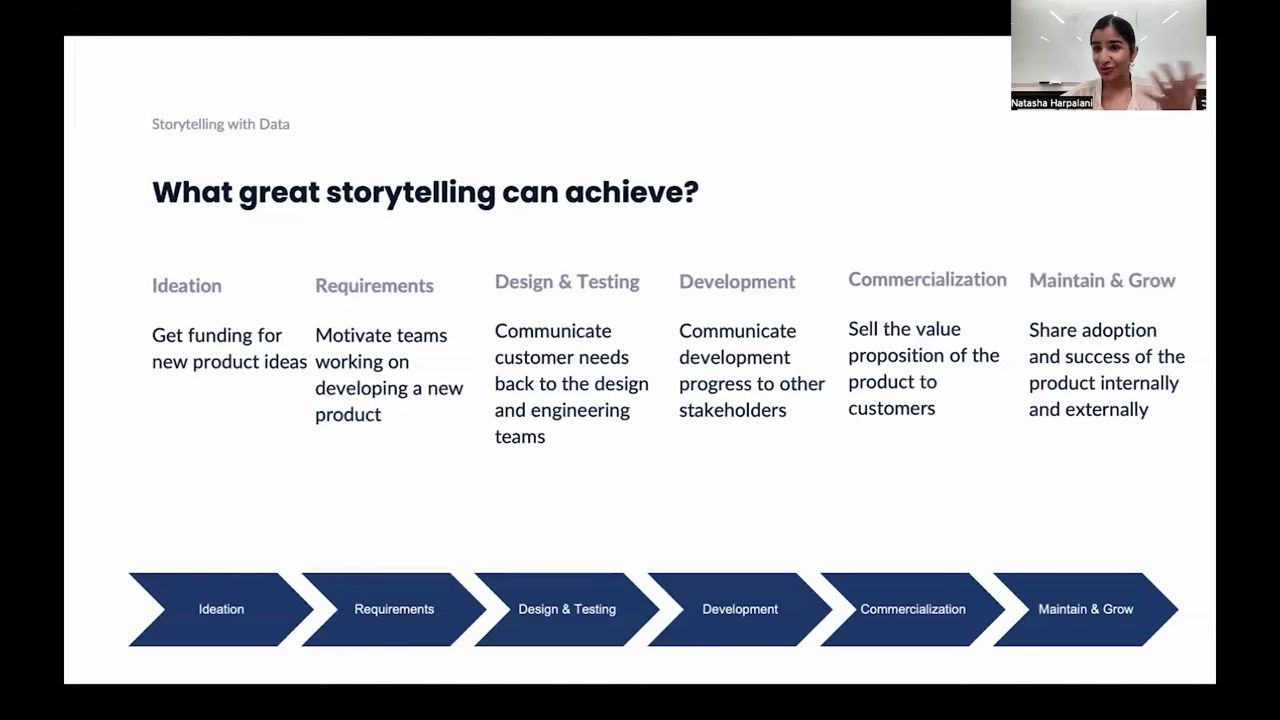 Natasha Harpalani
Storytelling with Data
What great storytelling can achieve?
Ideation
Get funding for
new product ideas
Requirements
Motivate teams
working on
developing a new
product
Design & Testing
Communicate
customer needs
back to the design
and engineering
teams
Development
Communicate
development
progress to other
stakeholders
Commercialization
Sell the value
proposition of the
product to
customers
Maintain & Grow
Share adoption
and success of the
product internally
and externally
Ideation
Requirements
Design & Testing
Development
Commercialization
Maintain & Grow